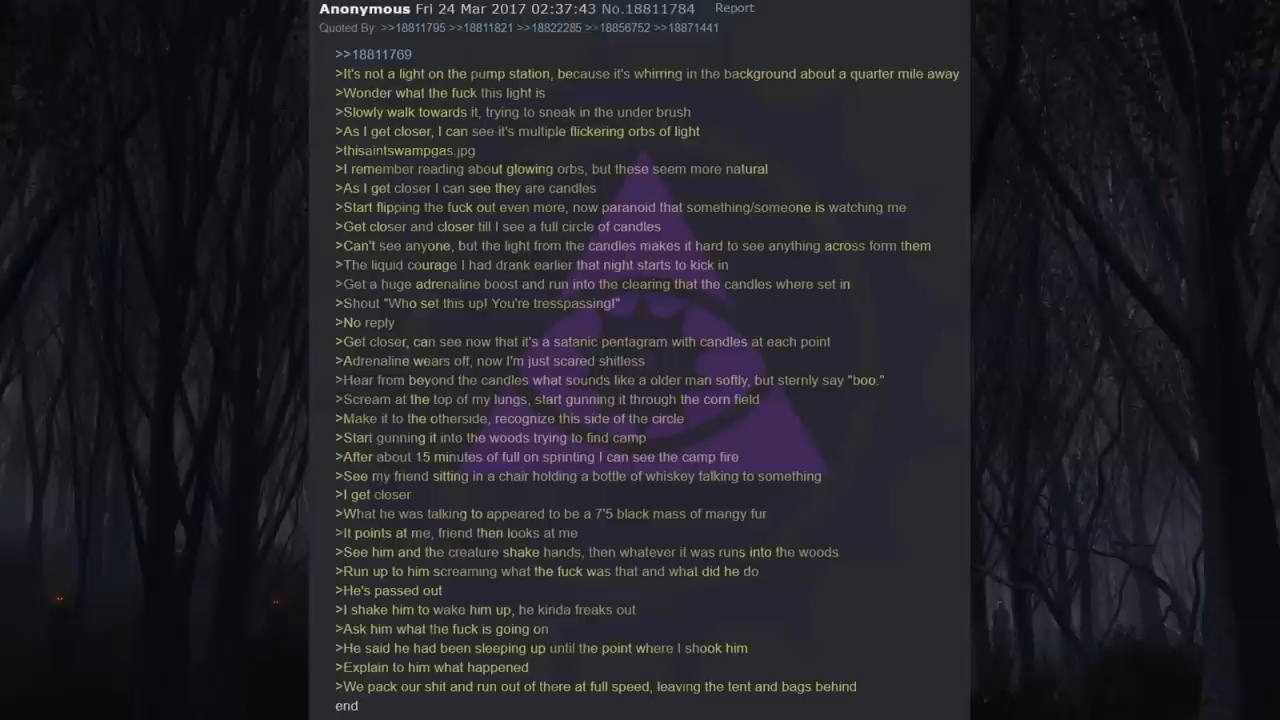 Anonymous Fri 24 Mar 2017 02:37:43 No.18811784 Report
Quoted By: >>18811795 >>18811821 >>18822285 >>18856752 >>18871441
>>18811769
>It's not a light on the pump station, because it's whirring in the background about a quarter mile away
>Wonder what the fuck this light is
>Slowly walk towards it, trying to sneak in the under brush
>As I get closer, I can see it's multiple flickering orbs of light
>thisaintswampgas.jpg
>I remember reading about glowing orbs, but these seem more natural
>As I get closer I can see they are candles
>Start flipping the fuck out even more, now paranoid that something/someone is watching me
>Get closer and closer till I see a full circle of candles
>Can't see anyone, but the light from the candles makes it hard to see anything across form them
>The liquid courage I had drank earlier that night starts to kick in
>Get a huge adrenaline boost and run into the clearing that the candles where set in
>Shout "Who set this up! You're tresspassing!"
>No reply
>Get closer, can see now that it's a satanic pentagram with candles at each point
>Adrenaline wears off, now I'm just scared shitless
>Hear from beyond the candles what sounds like a older man softly, but sternly say "boo."
>Scream at the top of my lungs, start gunning it through the corn field
>Make it to the otherside, recognize this side of the circle
>Start gunning it into the woods trying to find camp
>After about 15 minutes of full on sprinting I can see the camp fire
>See my friend sitting in a chair holding a bottle of whiskey talking to something
>I get closer
>What he was talking to appeared to be a 7'5 black mass of mangy fur
>It points at me, friend then looks at me
>See him and the creature shake hands, then whatever it was runs into the woods
>Run up to him screaming what the fuck was that and what did he do
>He's passed out
>I shake him to wake him up, he kinda freaks out
>Ask him what the fuck is going on
>He said he had been sleeping up until the point where I shook him
>Explain to him what happened
>We pack our shit and run out of there at full speed, leaving the tent and bags behind
end